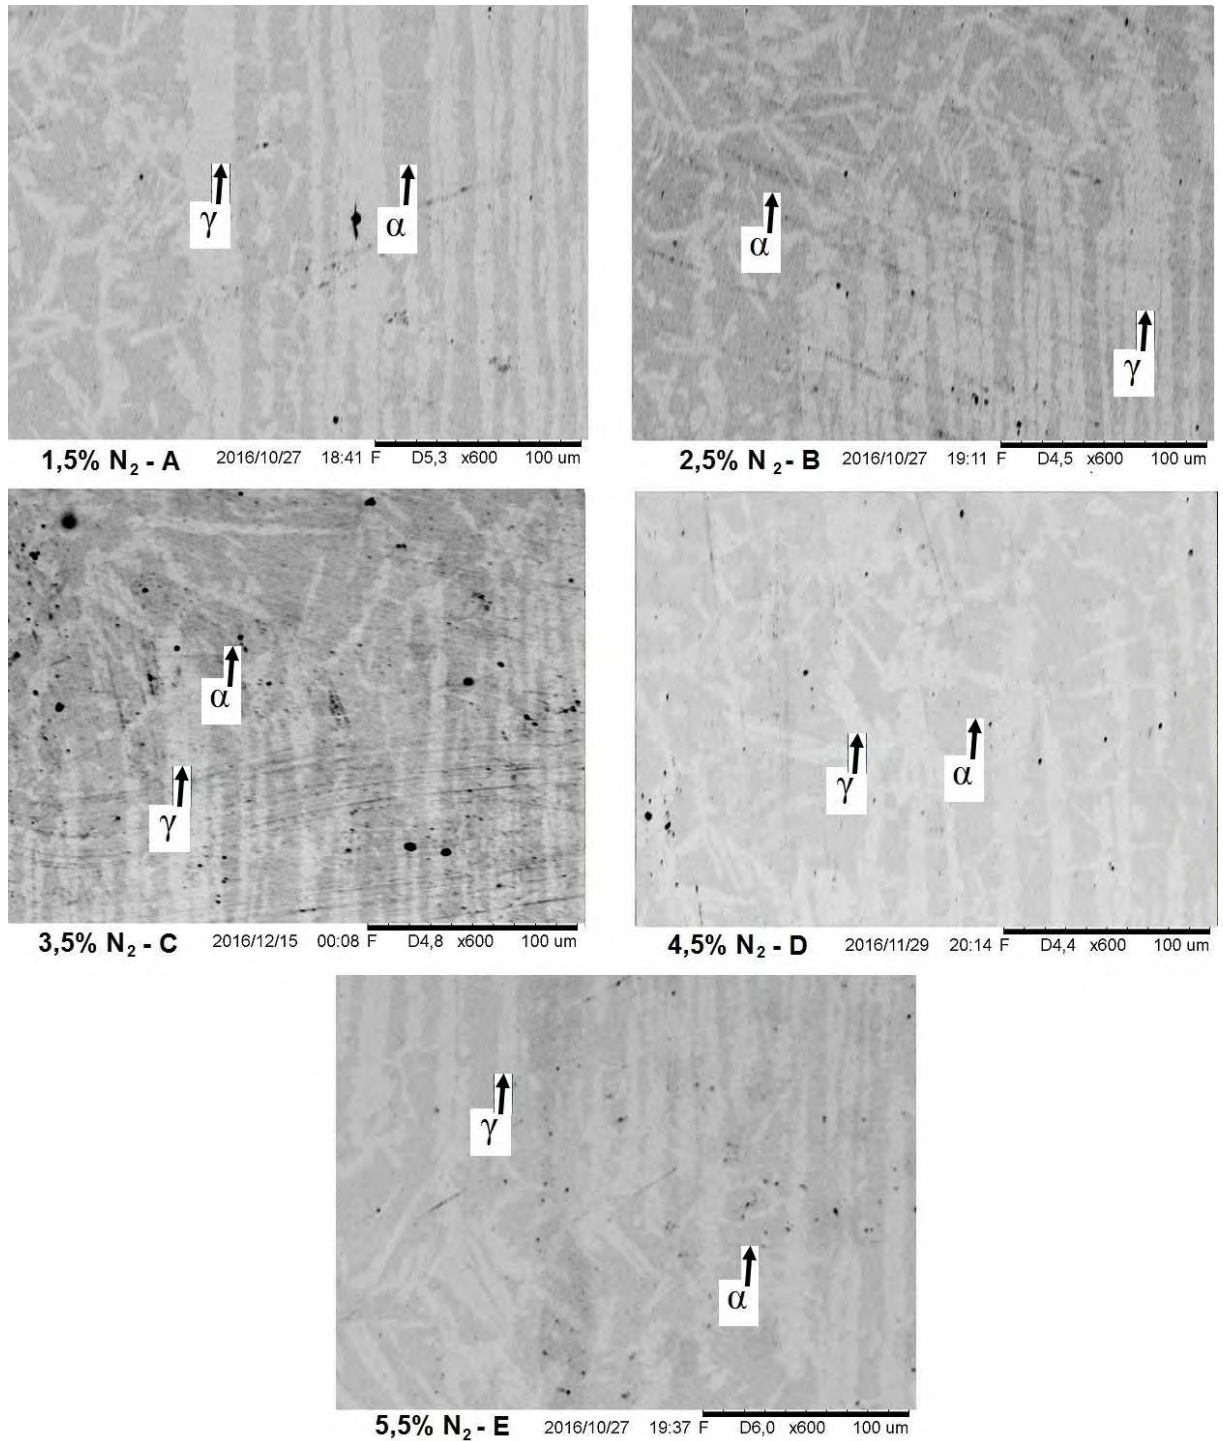 γ
α
α
γ
1,5% N₂ - A 2016/10/27 18:41 F D5,3 x600 100 um
2,5% N₂ - B 2016/10/27 19:11 F D4,5 x600 100 um
α
γ
γ
α
3,5% N₂ - C 2016/12/15 00:08 F D4,8 x600 100 um
4,5% N₂ - D 2016/11/29 20:14 F D4,4 x600 100 um
γ
α
5,5% N₂ - E 2016/10/27 19:37 F D6,0 x600 100 um